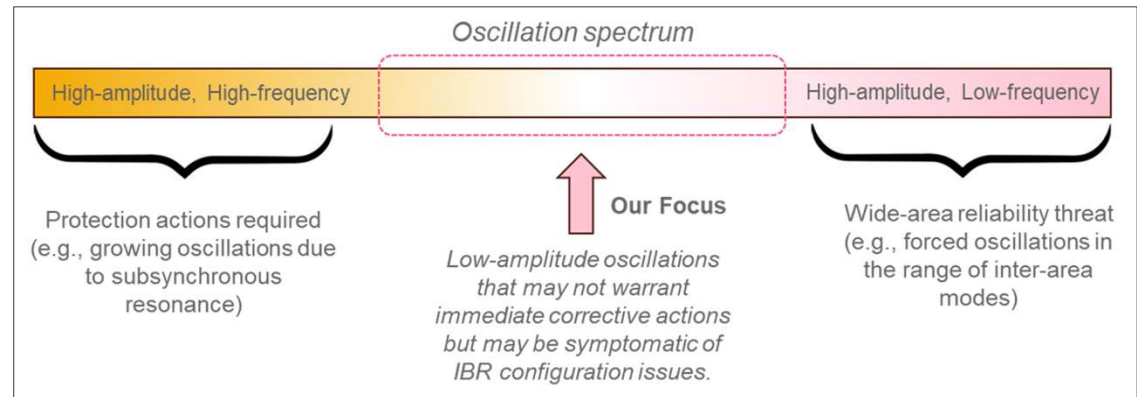 Oscillation spectrum
High-amplitude, High-frequency
High-amplitude, Low-frequency
Protection actions required
(e.g., growing oscillations due
to subsynchronous
resonance)
Our Focus
Low-amplitude oscillations
that may not warrant
immediate corrective actions
but may be symptomatic of
IBR configuration issues.
Wide-area reliability threat
(e.g., forced oscillations in
the range of inter-area
modes)